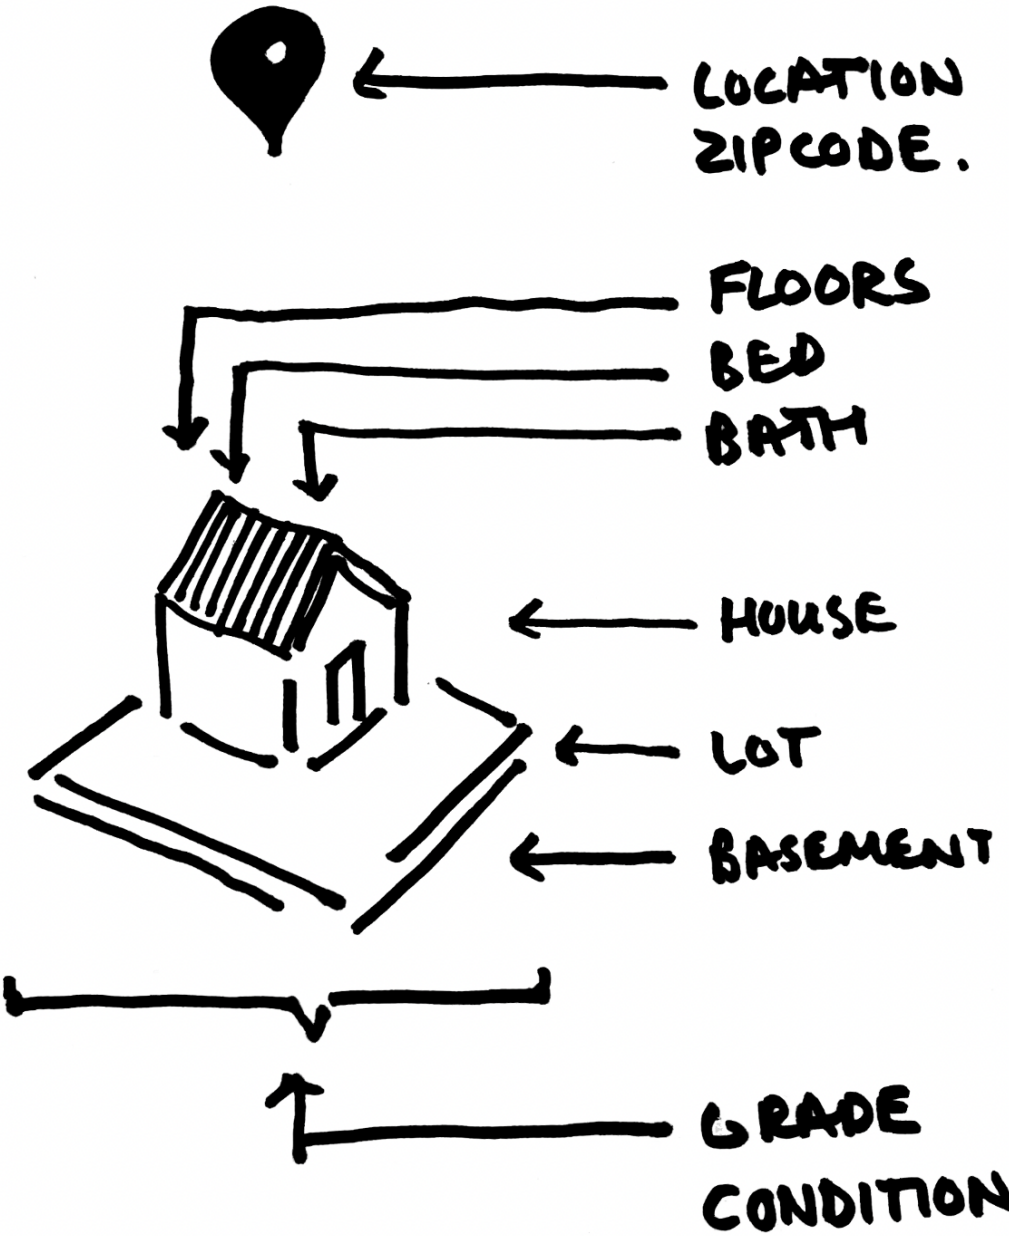 LOCATION
ZIPCODE.
FLOORS
BED
BATH
HOUSE
LOT
BASEMENT
GRADE
CONDITION